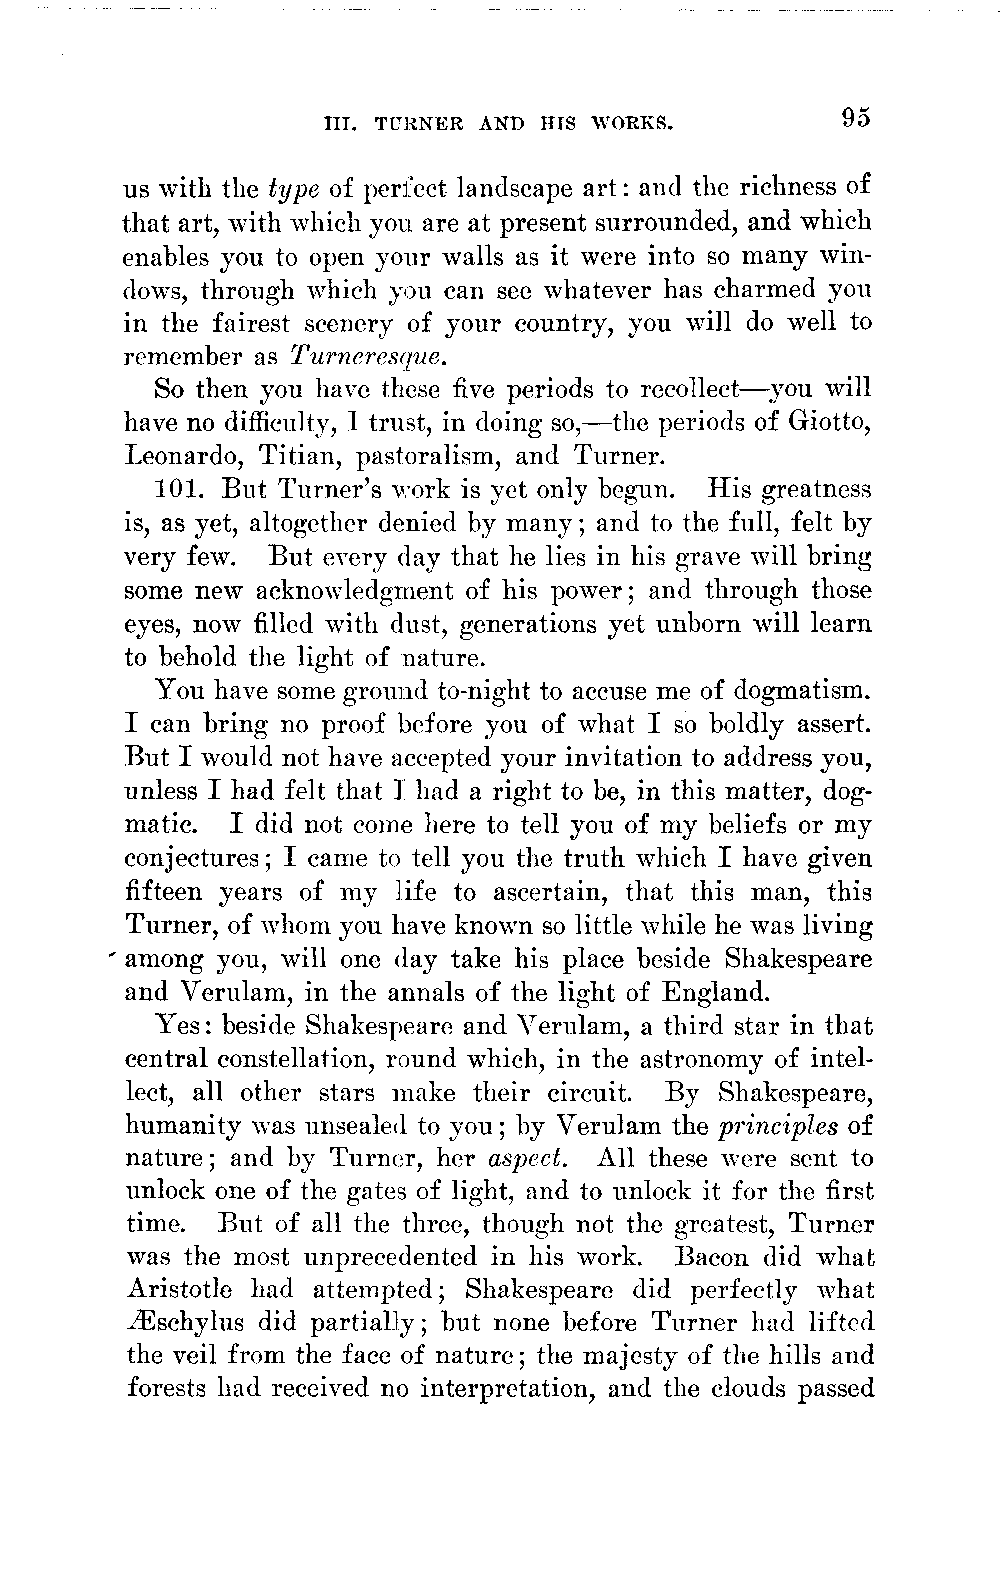 III. TURNER AND HIS WORKS. 95
us with the type of perfect landscape art: and the richness of
that art, with which you are at present surrounded, and which
enables you to open your walls as it were into so many win-
dows, through which you can see whatever has charmed you
in the fairest scenery of your country, you will do well to
remember as Turneresque.
So then you have these five periods to recollect—you will
have no difficulty, I trust, in doing so,—the periods of Giotto,
Leonardo, Titian, pastoralism, and Turner.
101. But Turner's work is yet only begun. His greatness
is, as yet, altogether denied by many; and to the full, felt by
very few. But every day that he lies in his grave will bring
some new acknowledgment of his power; and through those
eyes, now filled with dust, generations yet unborn will learn
to behold the light of nature.
You have some ground to-night to accuse me of dogmatism.
I can bring no proof before you of what I so boldly assert.
But I would not have accepted your invitation to address you,
unless I had felt that I had a right to be, in this matter, dog-
matic. I did not come here to tell you of my beliefs or my
conjectures; I came to tell you the truth which I have given
fifteen years of my life to ascertain, that this man, this
Turner, of whom you have known so little while he was living
among you, will one day take his place beside Shakespeare
and Verulam, in the annals of the light of England.
Yes: beside Shakespeare and Verulam, a third star in that
central constellation, round which, in the astronomy of intel-
lect, all other stars make their circuit. By Shakespeare,
humanity was unsealed to you; by Verulam the principles of
nature; and by Turner, her aspect. All these were sent to
unlock one of the gates of light, and to unlock it for the first
time. But of all the three, though not the greatest, Turner
was the most unprecedented in his work. Bacon did what
Aristotle had attempted; Shakespeare did perfectly what
Æschylus did partially; but none before Turner had lifted
the veil from the face of nature; the majesty of the hills and
forests had received no interpretation, and the clouds passed